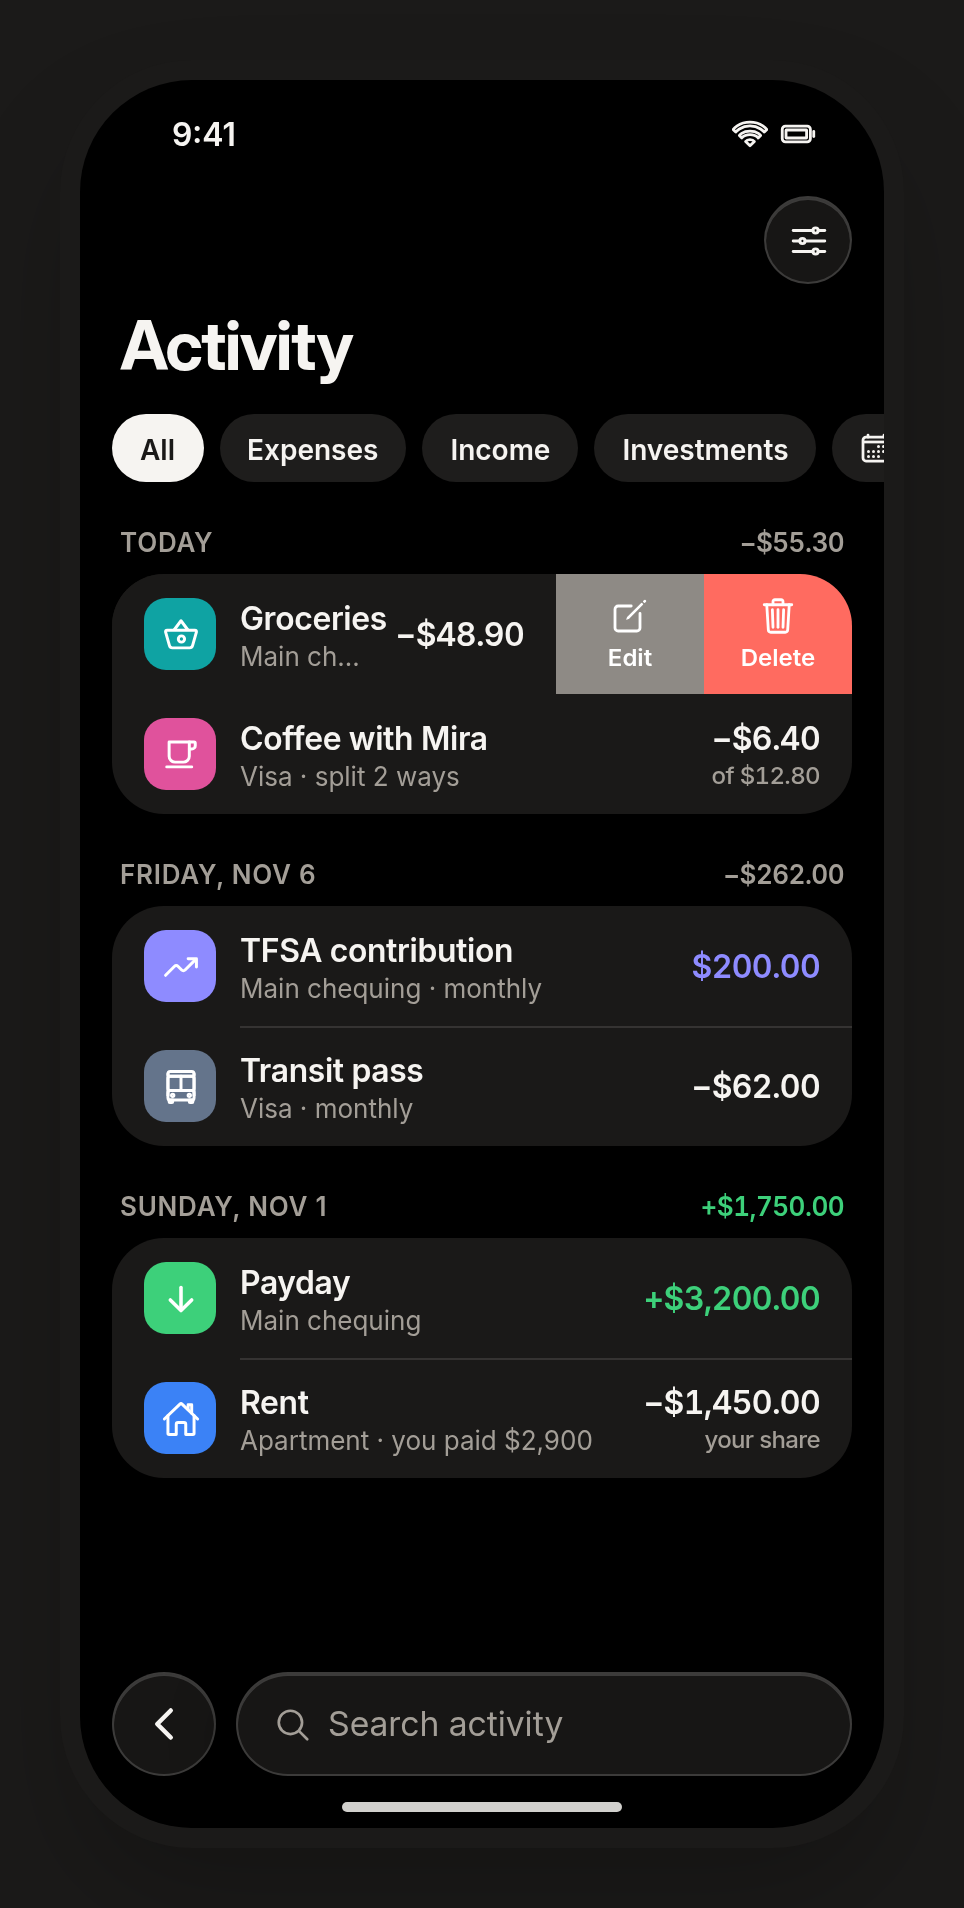 9:41
Activity
All Expenses Income Investments
TODAY −$55.30
Groceries −$48.90
Main ch...
Edit Delete
Coffee with Mira −$6.40
Visa · split 2 ways of $12.80
FRIDAY, NOV 6 −$262.00
TFSA contribution $200.00
Main chequing · monthly
Transit pass −$62.00
Visa · monthly
SUNDAY, NOV 1 +$1,750.00
Payday +$3,200.00
Main chequing
Rent −$1,450.00
Apartment · you paid $2,900 your share
Search activity